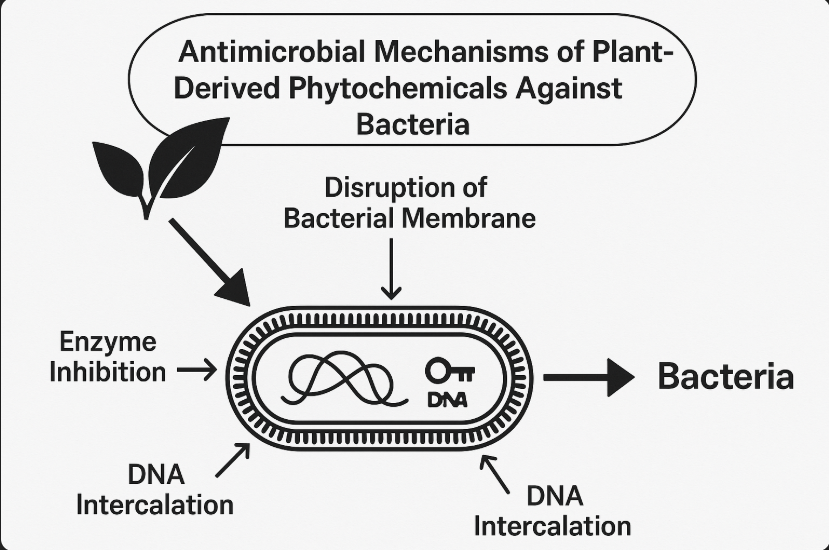 Antimicrobial Mechanisms of Plant-
Derived Phytochemicals Against
Bacteria
Disruption of
Bacterial Membrane
Enzyme
Inhibition
DNA
Bacteria
DNA
Intercalation
DNA
Intercalation